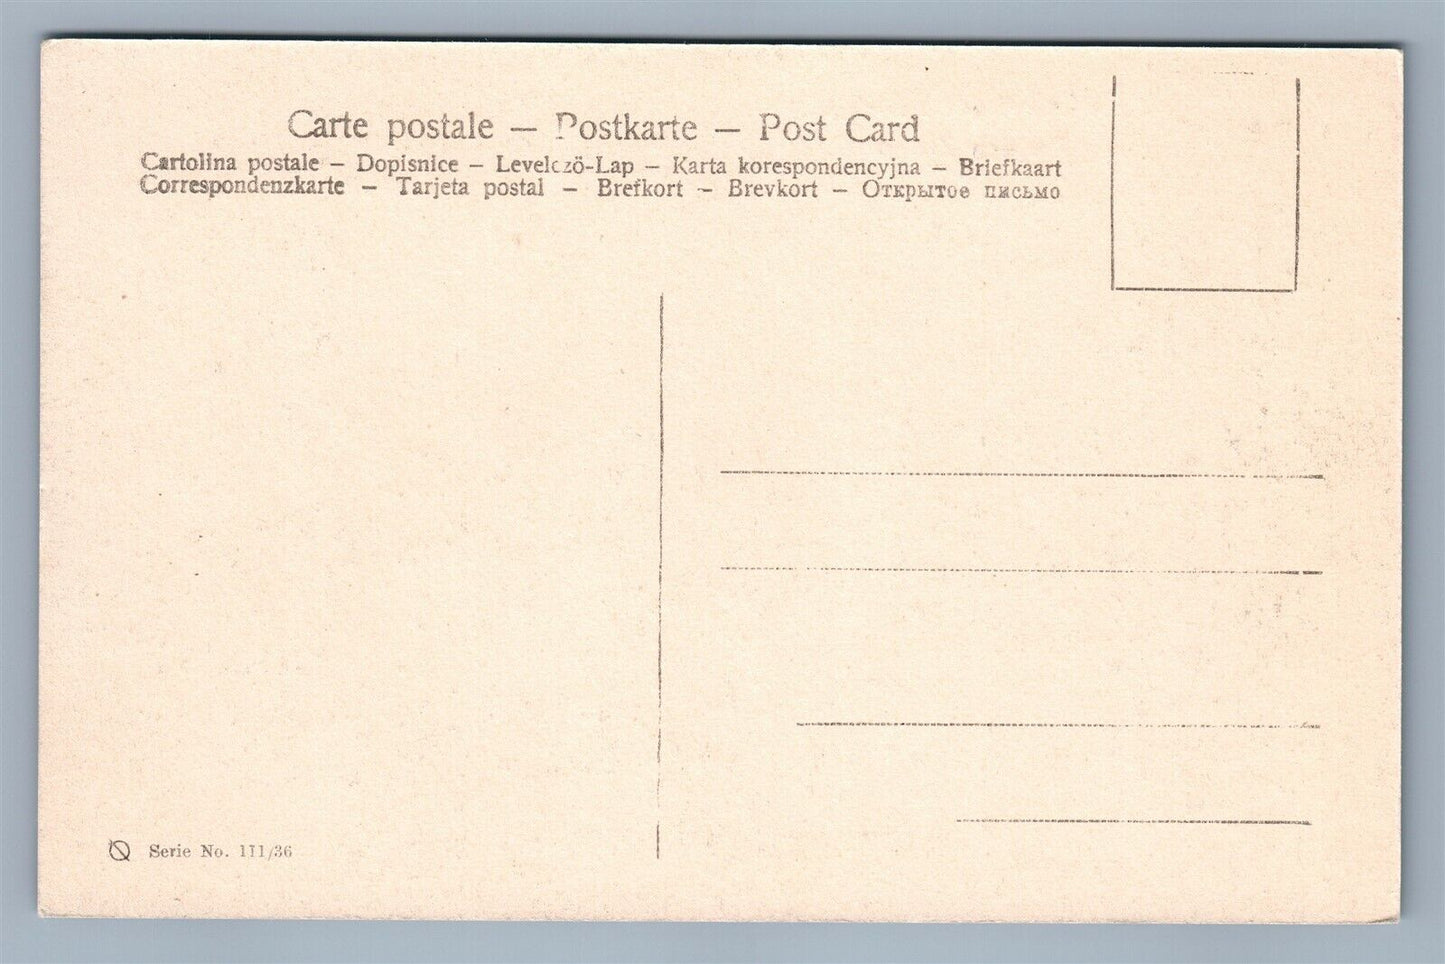 Carte postale — Postkarte — Post Card
Cartolina postale – Dopisnice – Levelező-Lap – Karta korespondencyjna – Briefkaart
Correspondenzkarte – Tarjeta postal – Brefkort – Brevkort – Открытое письмо
Serie No. 111/36